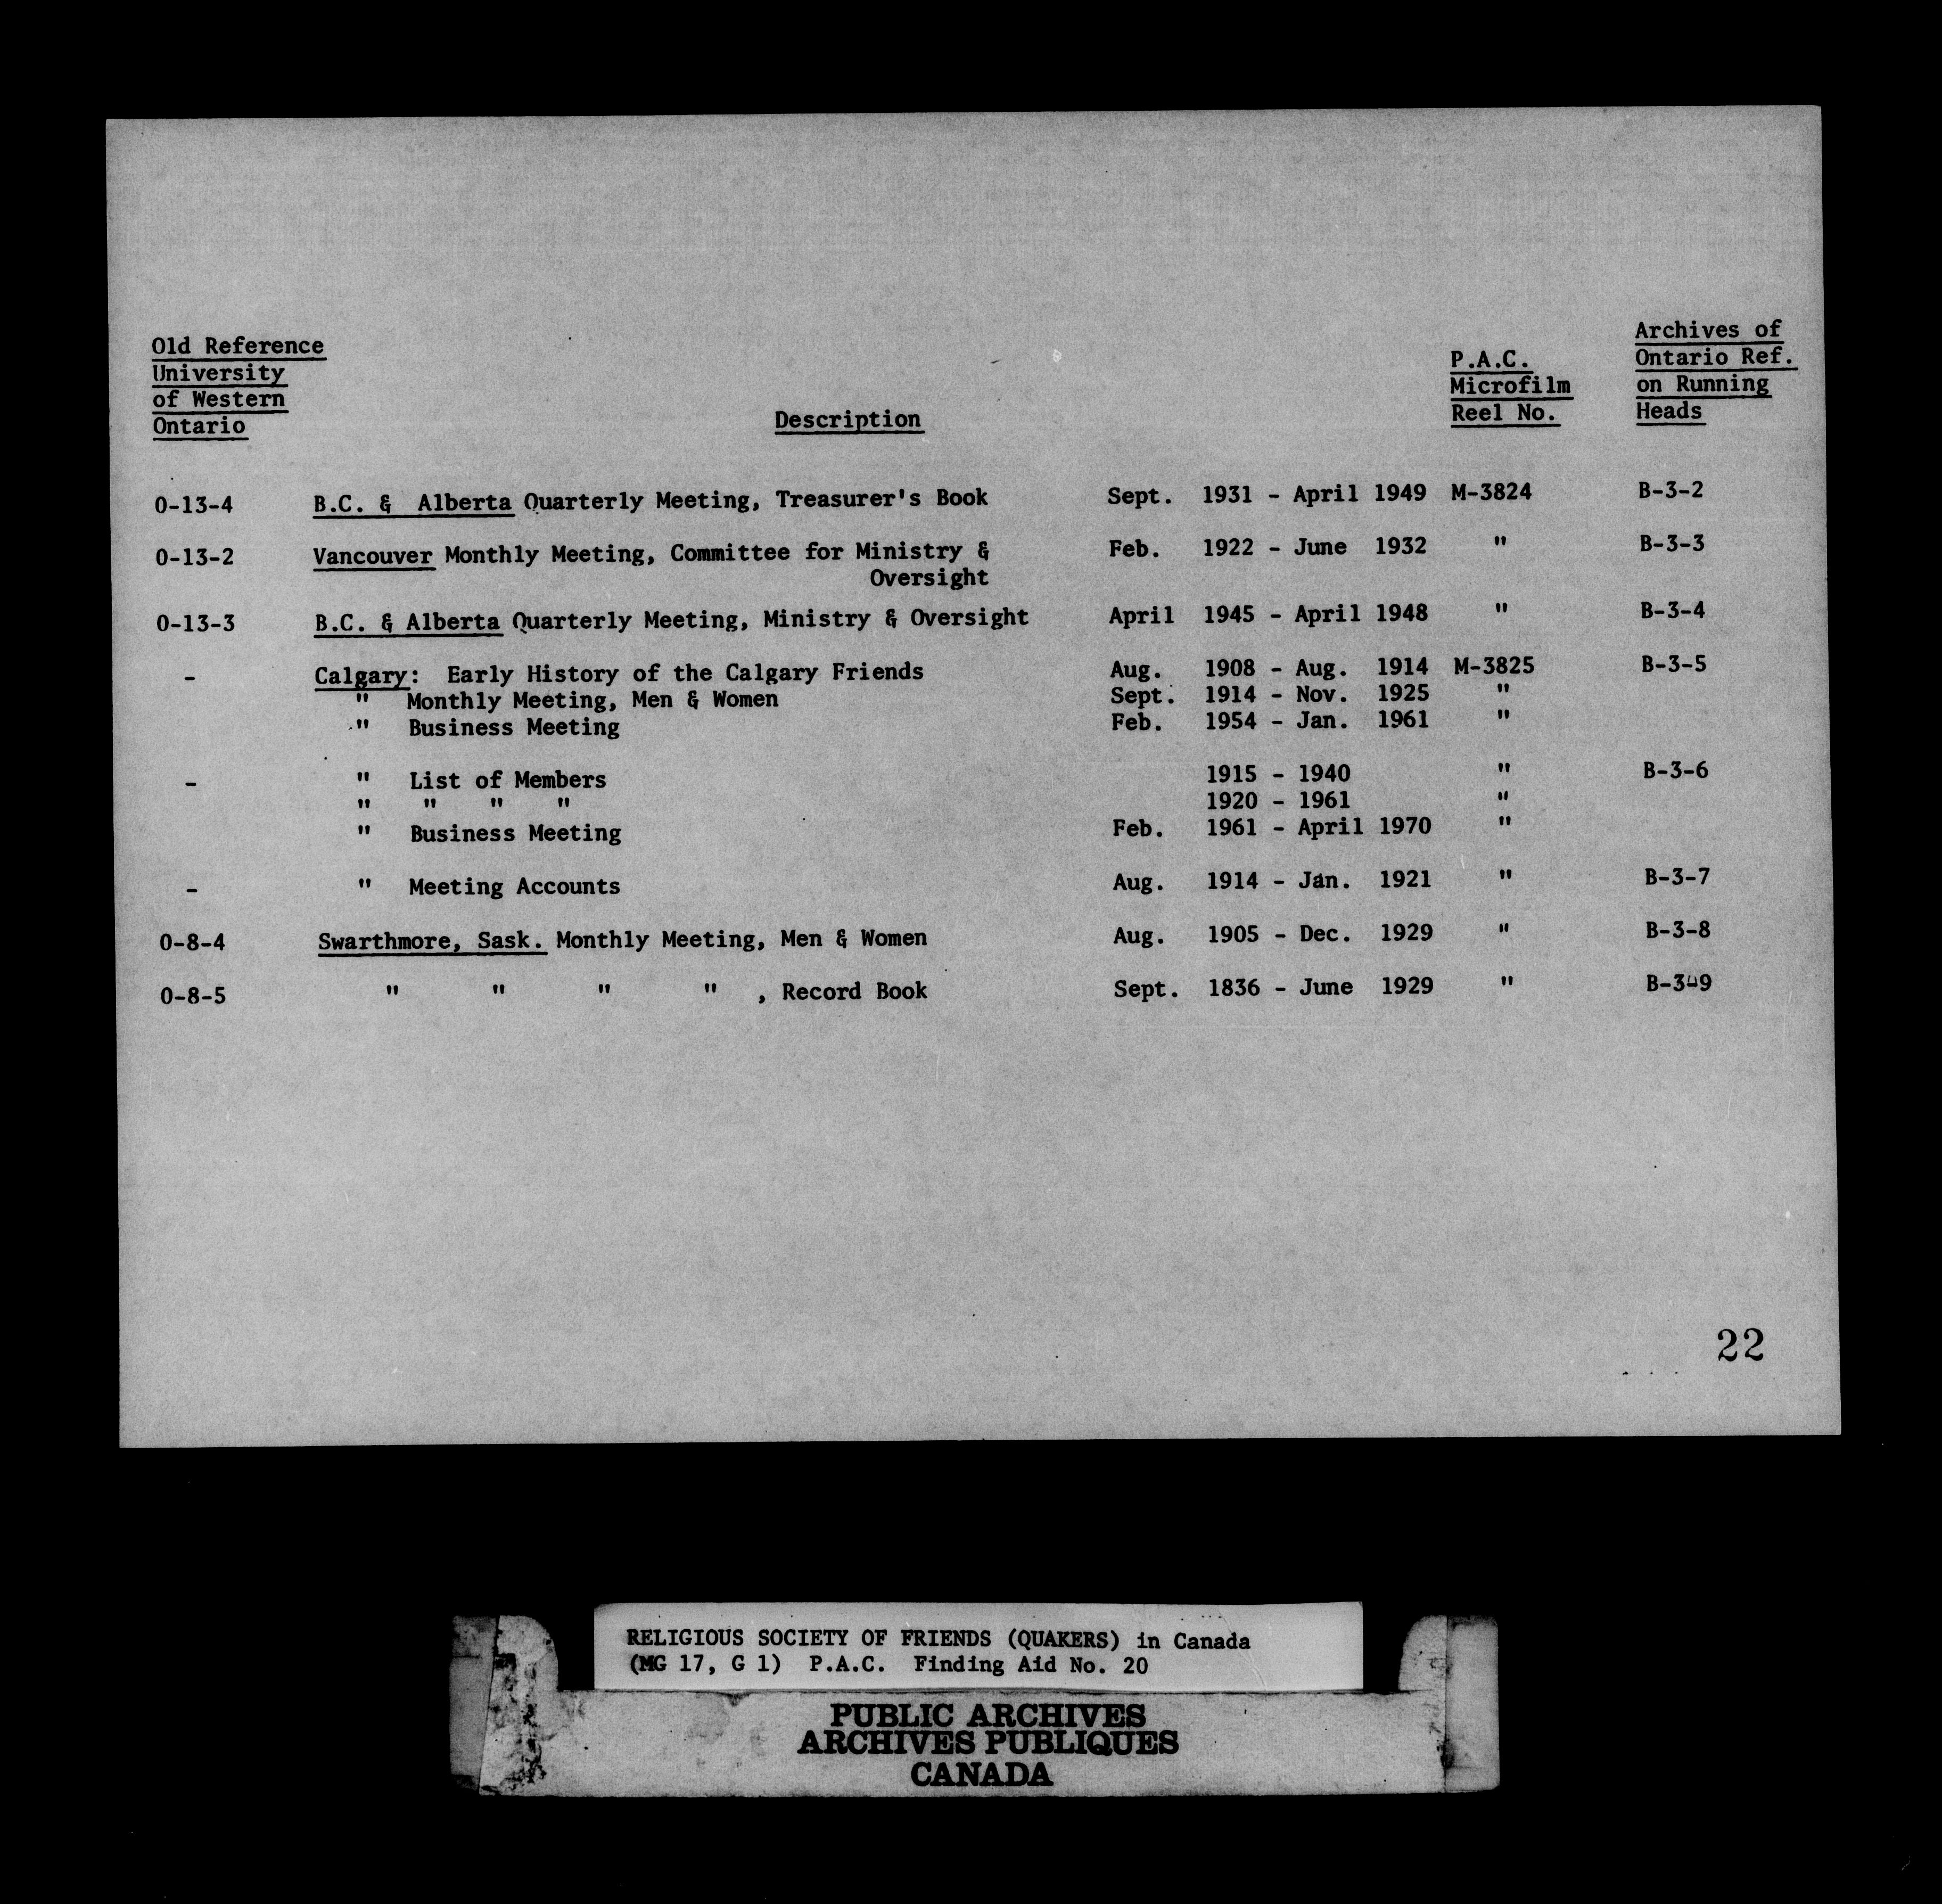 Old Reference
University
of Western
Ontario
Description
P.A.C.
Microfilm
Reel No.
Archives of
Ontario Ref.
on Running
Heads
0-13-4 B.C. & Alberta Quarterly Meeting, Treasurer's Book Sept. 1931 - April 1949 M-3824 B-3-2
0-13-2 Vancouver Monthly Meeting, Committee for Ministry & Feb. 1922 - June 1932 " B-3-3
Oversight
0-13-3 B.C. & Alberta Quarterly Meeting, Ministry & Oversight April 1945 - April 1948 " B-3-4
- Calgary: Early History of the Calgary Friends Aug. 1908 - Aug. 1914 M-3825 B-3-5
" Monthly Meeting, Men & Women Sept. 1914 - Nov. 1925 "
" Business Meeting Feb. 1954 - Jan. 1961 "
- " List of Members 1915 - 1940 " B-3-6
" " " " 1920 - 1961 "
" Business Meeting Feb. 1961 - April 1970 "
- " Meeting Accounts Aug. 1914 - Jan. 1921 " B-3-7
0-8-4 Swarthmore, Sask. Monthly Meeting, Men & Women Aug. 1905 - Dec. 1929 " B-3-8
0-8-5 " " " " , Record Book Sept. 1836 - June 1929 " B-3-9
22
RELIGIOUS SOCIETY OF FRIENDS (QUAKERS) in Canada
(MG 17, G 1) P.A.C. Finding Aid No. 20
PUBLIC ARCHIVES
ARCHIVES PUBLIQUES
CANADA